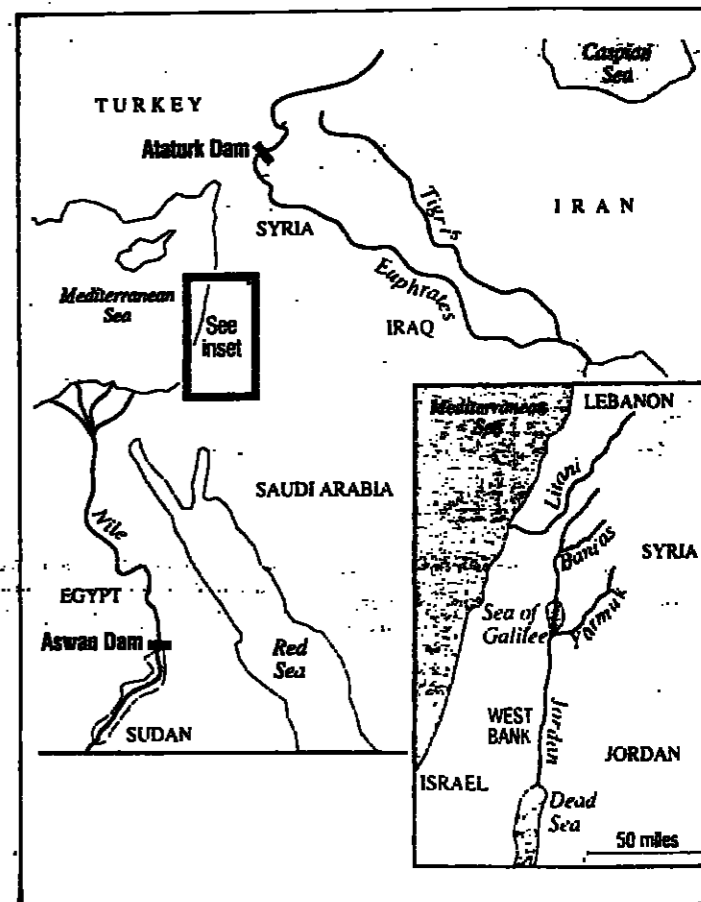 Caspian
Sea
TURKEY
Ataturk Dam
Tigris
IRAN
SYRIA
Euphrates
Mediterranean
Sea
See
inset
IRAQ
Mediterranean
Sea
LEBANON
Litani
SAUDI ARABIA
Nile
Banias
SYRIA
EGYPT
Sea of
Galilee
Yarmuk
Aswan Dam
Red
Sea
WEST
BANK
Jordan
SUDAN
JORDAN
ISRAEL
Dead
Sea
50 miles